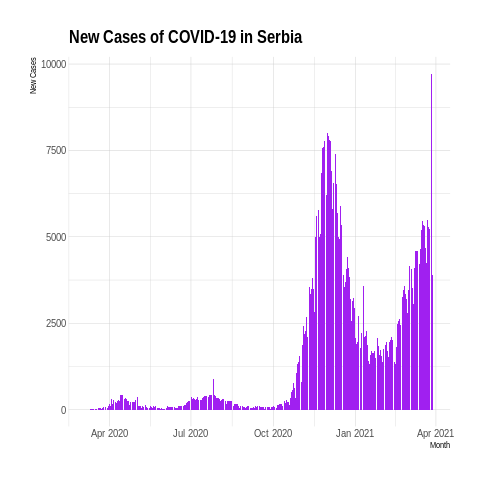 New Cases of COVID-19 in Serbia
New Cases
10000
7500
5000
2500
0
Apr 2020 Jul 2020 Oct 2020 Jan 2021 Apr 2021
Month